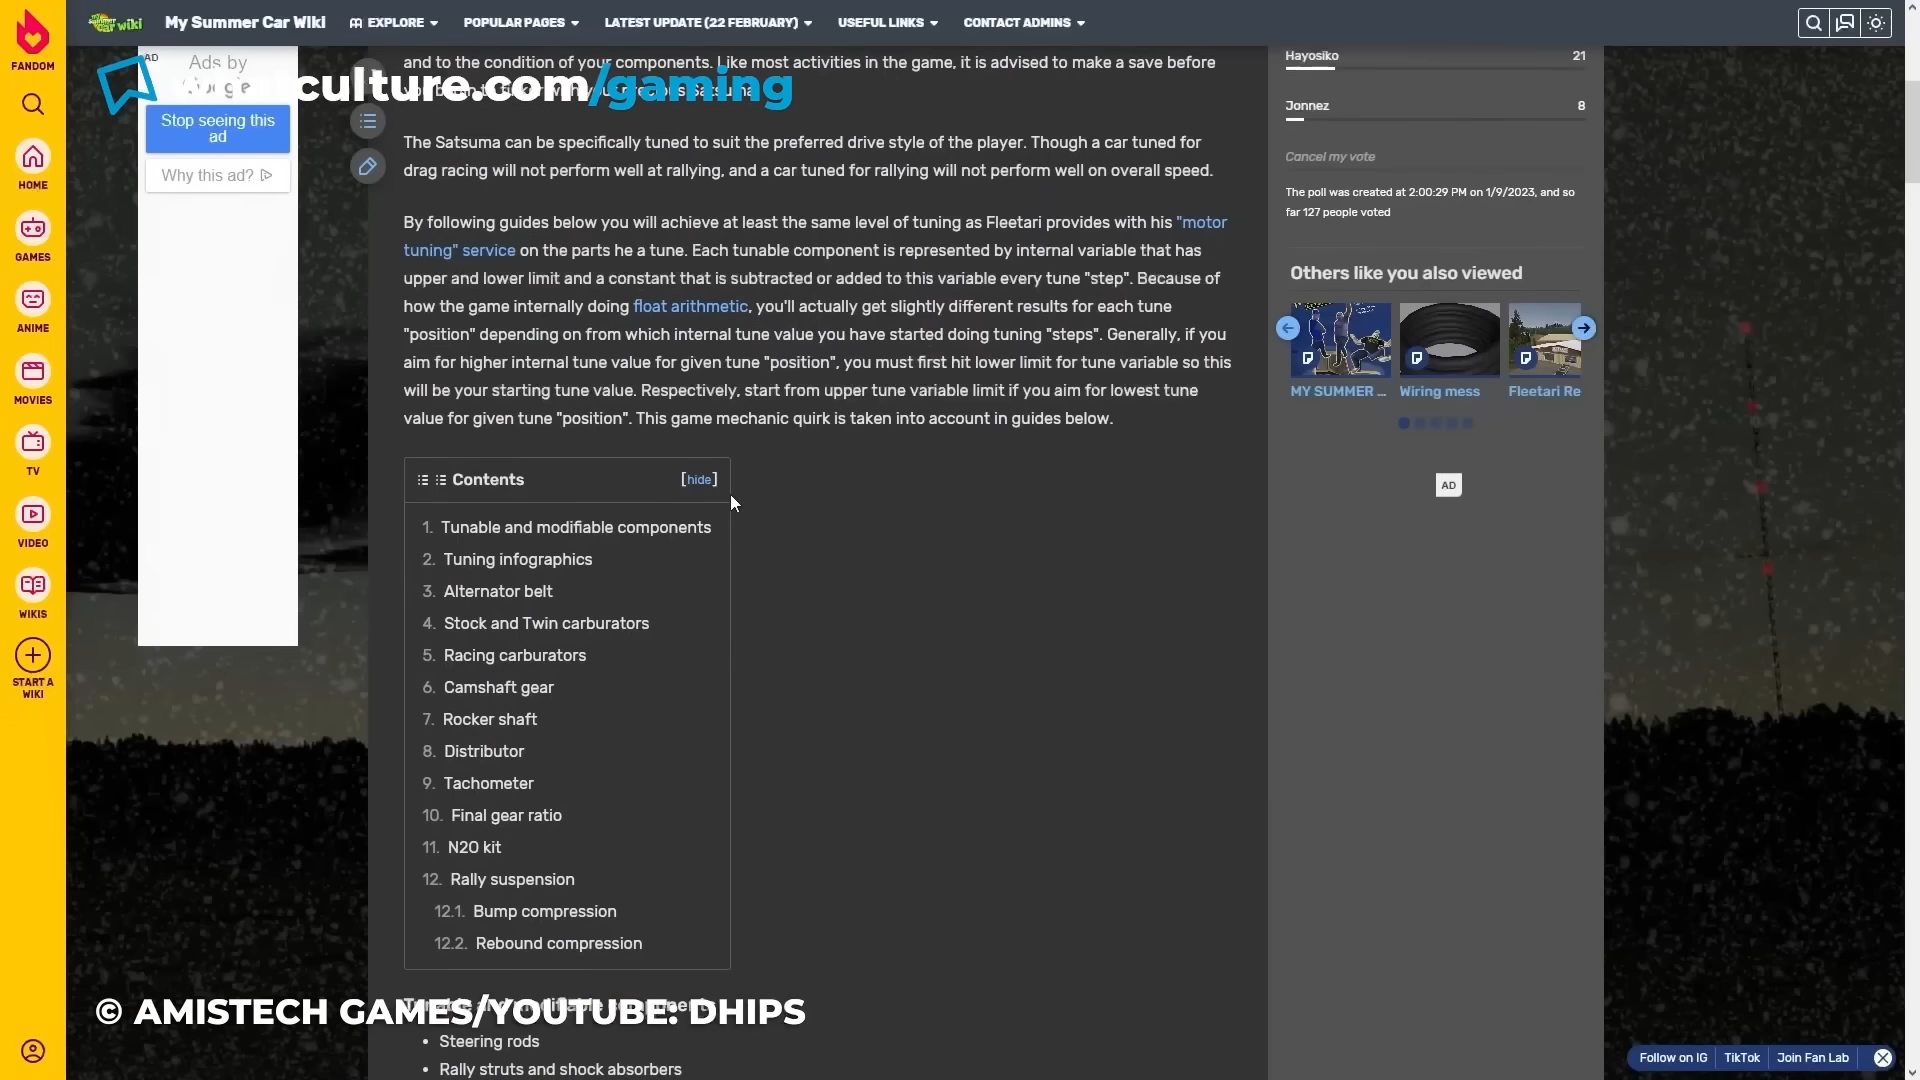 FANDOM
HOME
GAMES
ANIME
MOVIES
TV
VIDEO
WIKIS
START A
WIKI
My Summer Car Wiki
EXPLORE
POPULAR PAGES
LATEST UPDATE (22 FEBRUARY)
USEFUL LINKS
CONTACT ADMINS
AD
Ads by
Stop seeing this
ad
Why this ad?
culture.com/gaming
and to the condition of your components. Like most activities in the game, it is advised to make a save before
The Satsuma can be specifically tuned to suit the preferred drive style of the player. Though a car tuned for
drag racing will not perform well at rallying, and a car tuned for rallying will not perform well on overall speed.
By following guides below you will achieve at least the same level of tuning as Fleetari provides with his "motor
tuning" service on the parts he a tune. Each tunable component is represented by internal variable that has
upper and lower limit and a constant that is subtracted or added to this variable every tune "step". Because of
how the game internally doing float arithmetic, you'll actually get slightly different results for each tune
"position" depending on from which internal tune value you have started doing tuning "steps". Generally, if you
aim for higher internal tune value for given tune "position", you must first hit lower limit for tune variable so this
will be your starting tune value. Respectively, start from upper tune variable limit if you aim for lowest tune
value for given tune "position". This game mechanic quirk is taken into account in guides below.
Contents [hide]
1. Tunable and modifiable components
2. Tuning infographics
3. Alternator belt
4. Stock and Twin carburators
5. Racing carburators
6. Camshaft gear
7. Rocker shaft
8. Distributor
9. Tachometer
10. Final gear ratio
11. N2O kit
12. Rally suspension
12.1. Bump compression
12.2. Rebound compression
© AMISTECH GAMES/YOUTUBE: DHIPS
• Steering rods
• Rally struts and shock absorbers
Hayosiko 21
Jonnez 8
Cancel my vote
The poll was created at 2:00:29 PM on 1/9/2023, and so
far 127 people voted
Others like you also viewed
MY SUMMER ...
Wiring mess
Fleetari Re
AD
Follow on IG
TikTok
Join Fan Lab